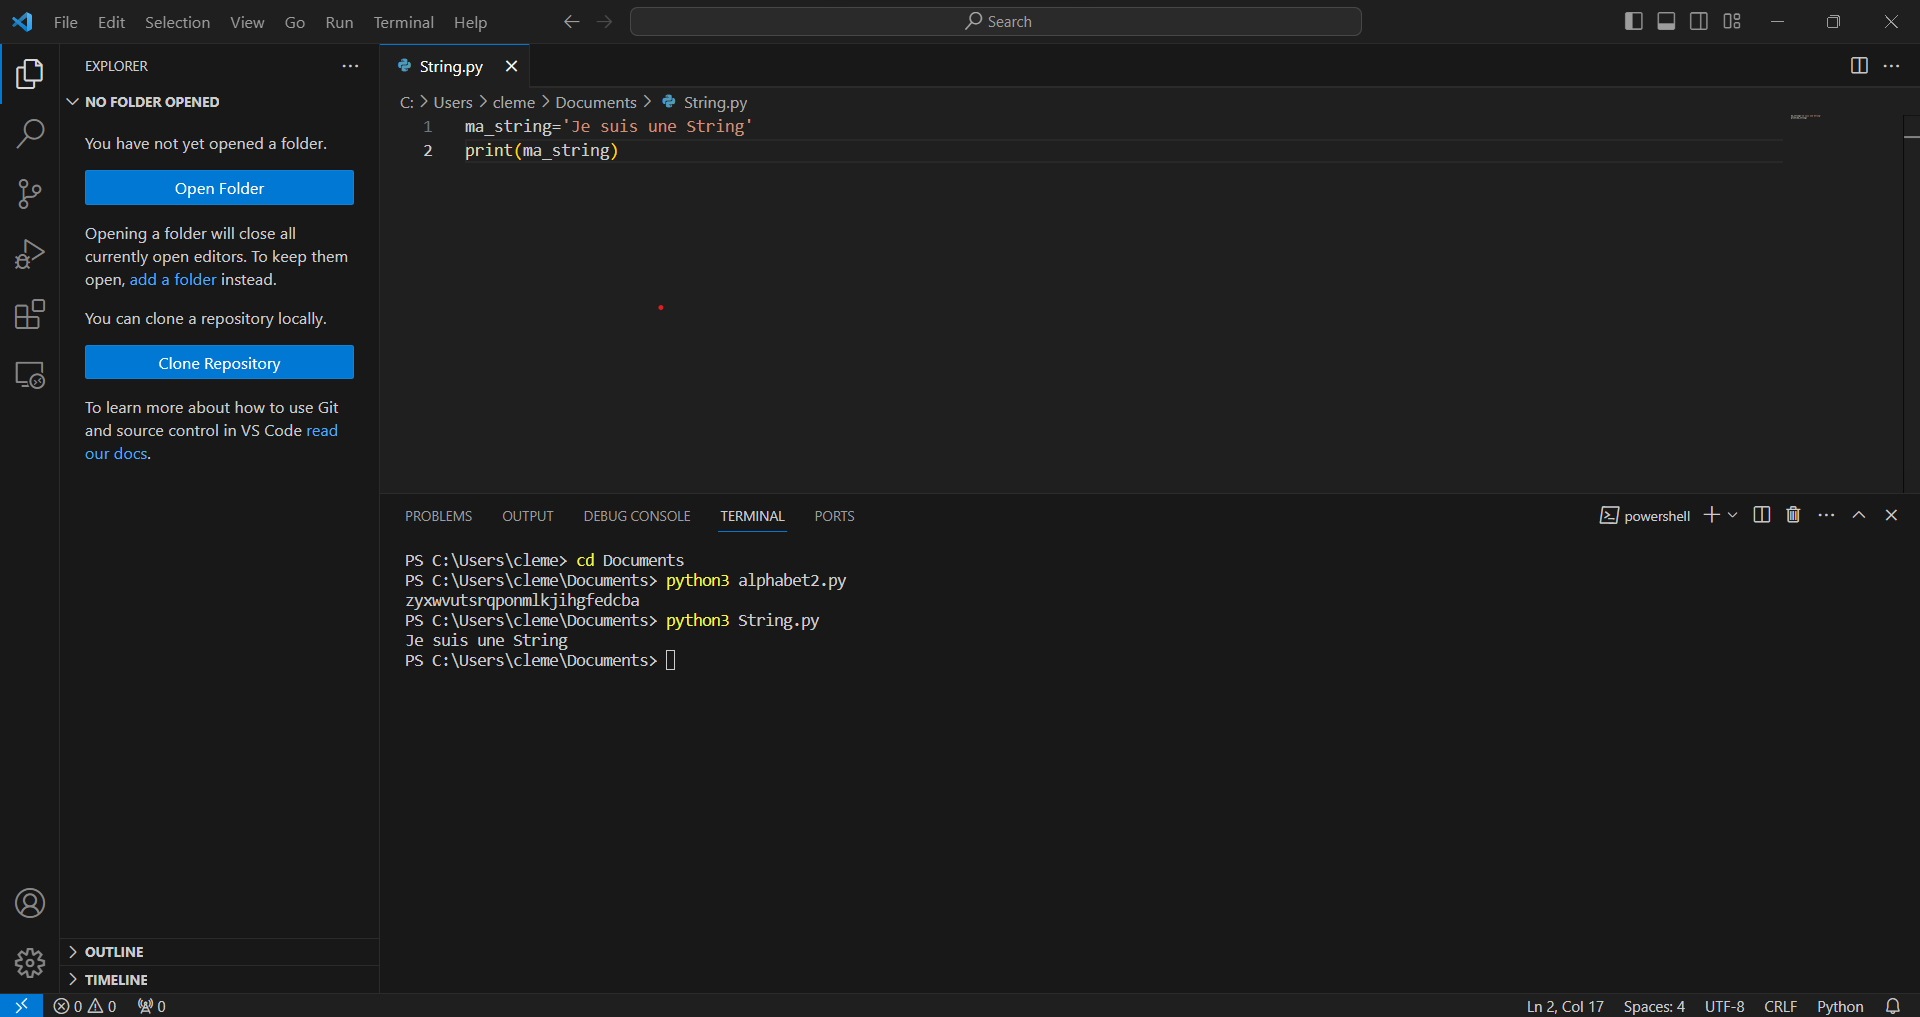 File Edit Selection View Go Run Terminal Help
Search
EXPLORER
NO FOLDER OPENED
You have not yet opened a folder.
Open Folder
Opening a folder will close all
currently open editors. To keep them
open, add a folder instead.
You can clone a repository locally.
Clone Repository
To learn more about how to use Git
and source control in VS Code read
our docs.
OUTLINE
TIMELINE
String.py
C: > Users > cleme > Documents > String.py
1 ma_string='Je suis une String'
2 print(ma_string)
PROBLEMS OUTPUT DEBUG CONSOLE TERMINAL PORTS
powershell
PS C:\Users\cleme> cd Documents
PS C:\Users\cleme\Documents> python3 alphabet2.py
zyxwvutsrqponmlkjihgfedcba
PS C:\Users\cleme\Documents> python3 String.py
Je suis une String
PS C:\Users\cleme\Documents>
0 0 0
Ln 2, Col 17 Spaces: 4 UTF-8 CRLF Python